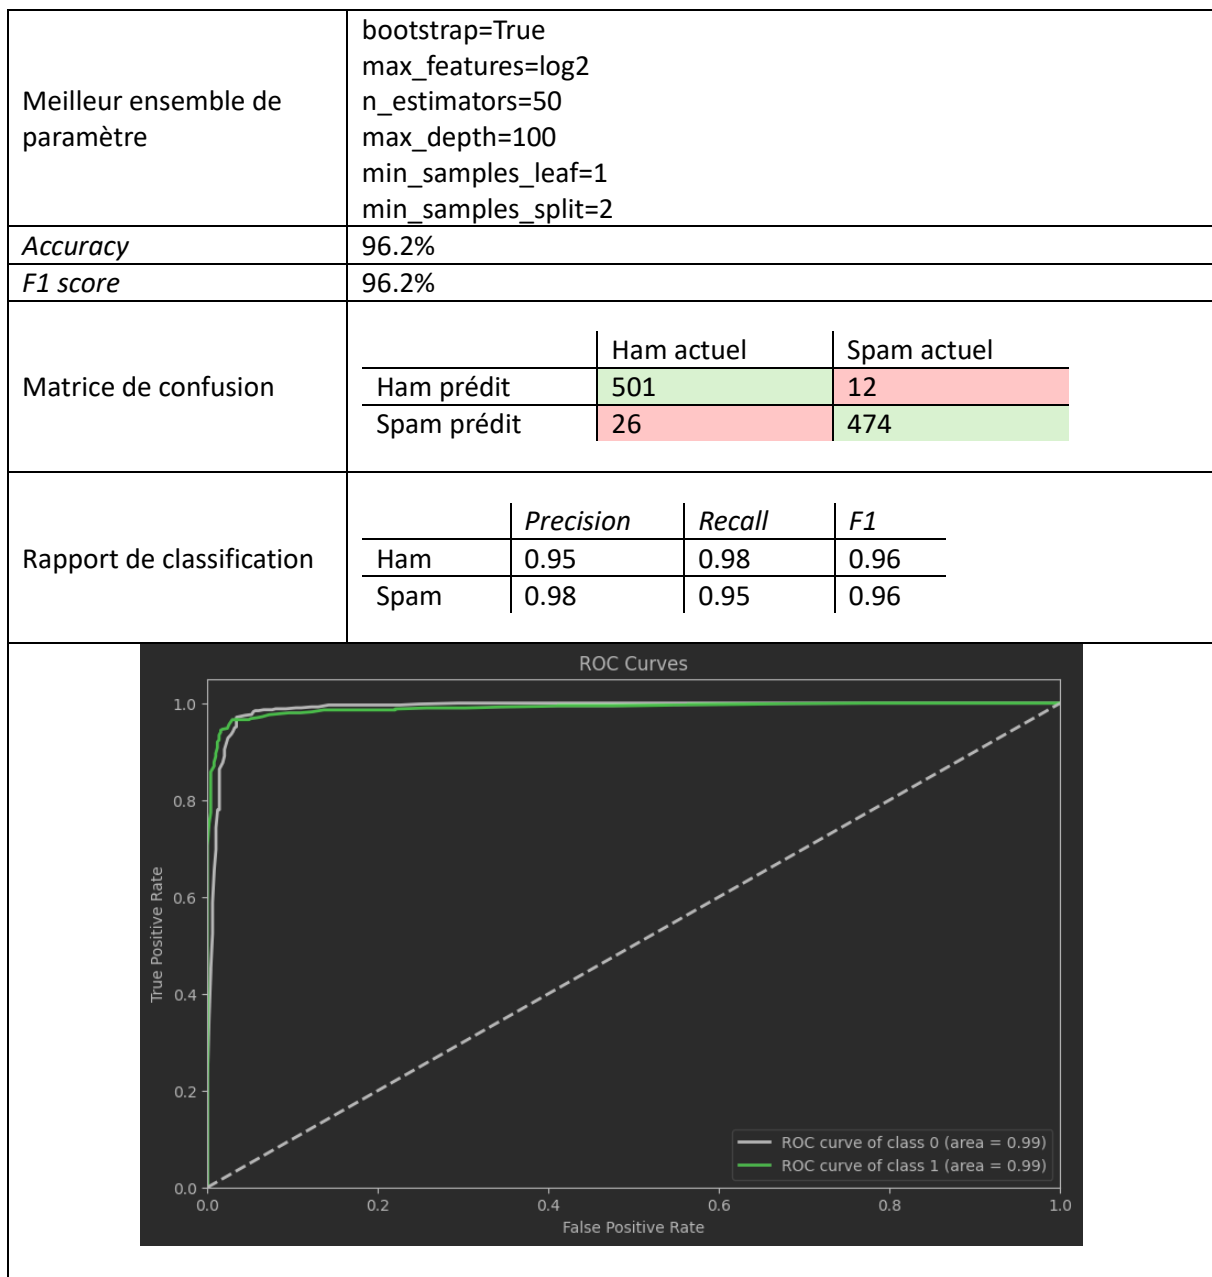 Meilleur ensemble de
paramètre
bootstrap=True
max_features=log2
n_estimators=50
max_depth=100
min_samples_leaf=1
min_samples_split=2
Accuracy 96.2%
F1 score 96.2%
Matrice de confusion
Ham actuel Spam actuel
Ham prédit 501 12
Spam prédit 26 474
Rapport de classification
Precision Recall F1
Ham 0.95 0.98 0.96
Spam 0.98 0.95 0.96
ROC Curves
True Positive Rate
1.0
0.8
0.6
0.4
0.2
0.0
ROC curve of class 0 (area = 0.99)
ROC curve of class 1 (area = 0.99)
0.0 0.2 0.4 0.6 0.8 1.0
False Positive Rate